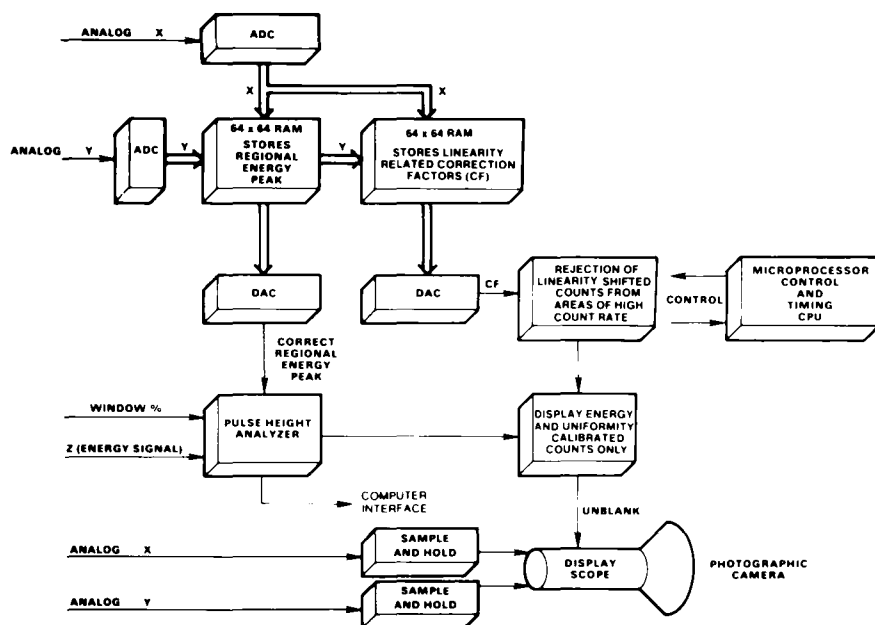 ANALOG X
ADC
X
X
64 x 64 RAM
STORES
REGIONAL
ENERGY
PEAK
64 x 64 RAM
STORES LINEARITY
RELATED CORRECTION
FACTORS (CF)
ANALOG Y
ADC
Y
Y
DAC
DAC
CF
REJECTION OF
LINEARITY SHIFTED
COUNTS FROM
AREAS OF HIGH
COUNT RATE
CONTROL
MICROPROCESSOR
CONTROL
AND
TIMING
CPU
CORRECT
REGIONAL
ENERGY
PEAK
WINDOW %
Z (ENERGY SIGNAL)
PULSE HEIGHT
ANALYZER
DISPLAY ENERGY
AND UNIFORMITY
CALIBRATED
COUNTS ONLY
COMPUTER
INTERFACE
UNBLANK
ANALOG X
SAMPLE
AND HOLD
DISPLAY
SCOPE
PHOTOGRAPHIC
CAMERA
ANALOG Y
SAMPLE
AND HOLD